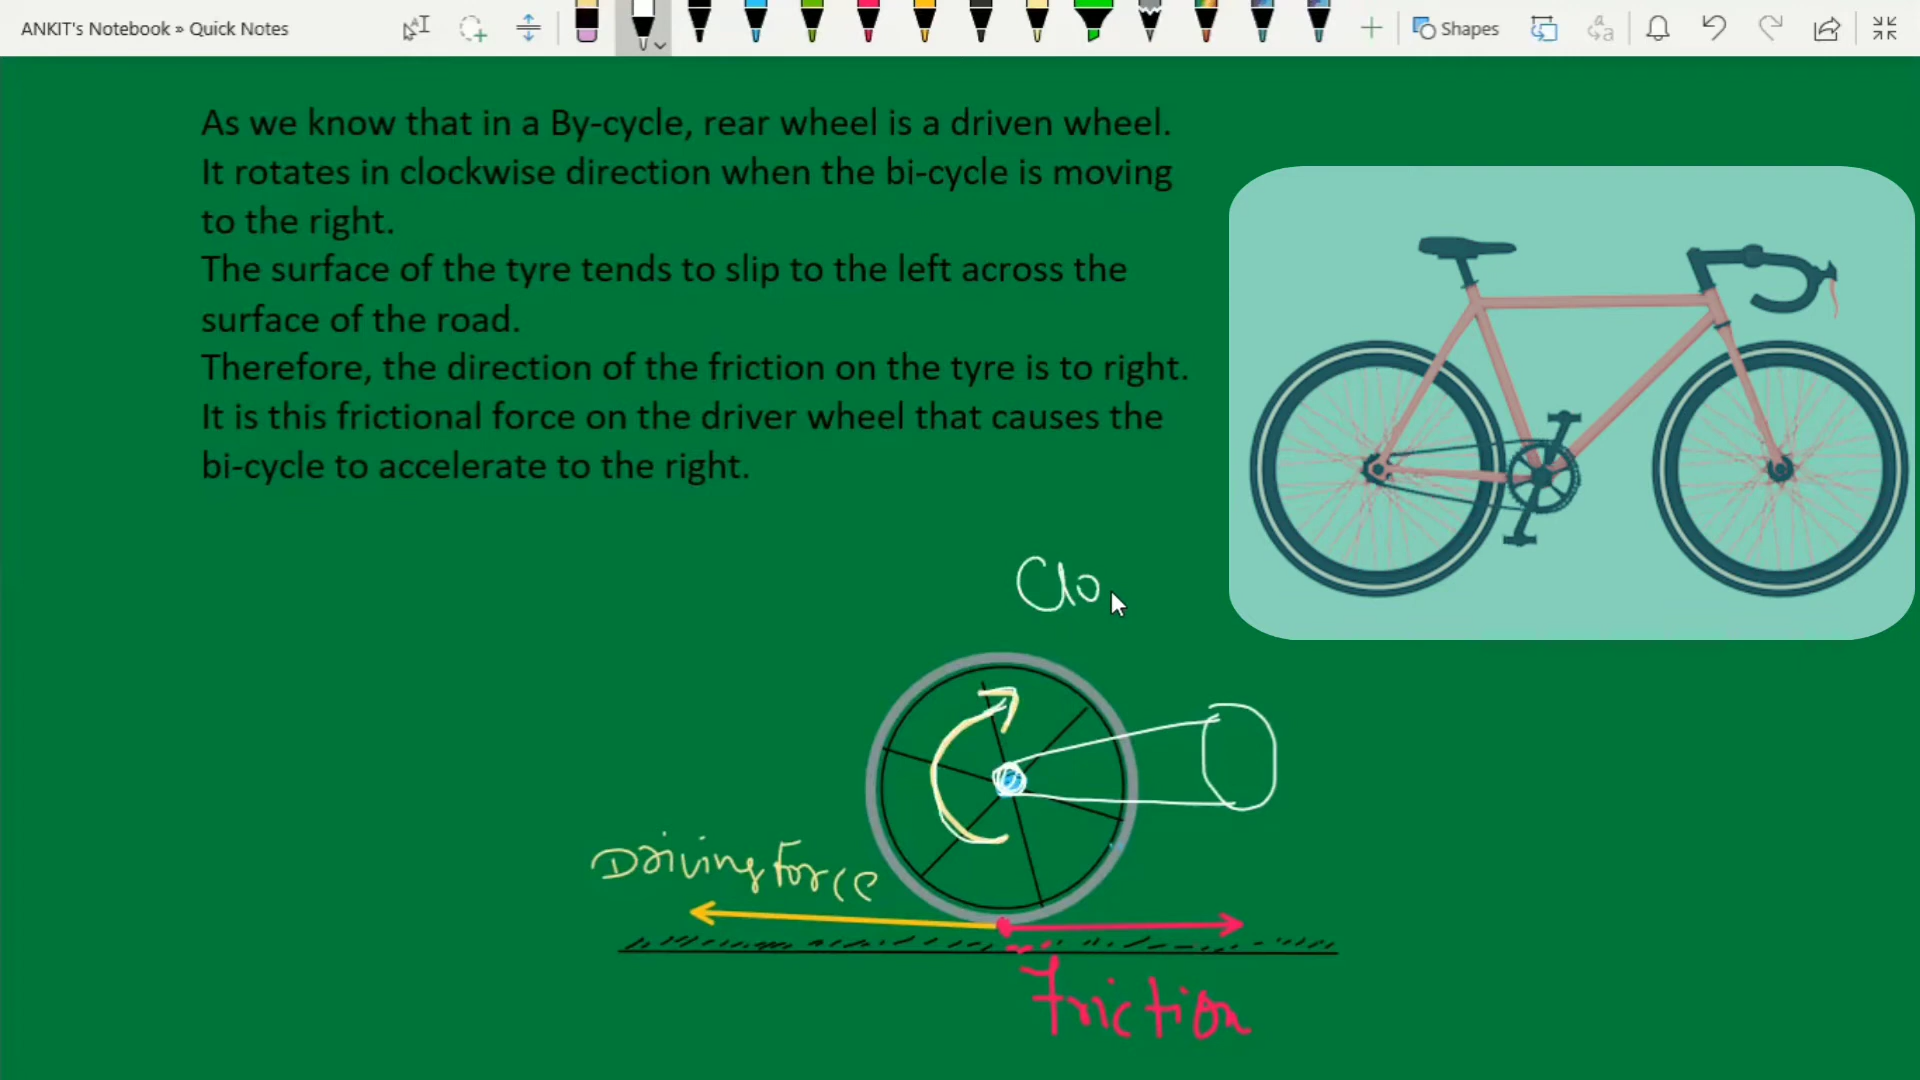 ANKIT's Notebook » Quick Notes
Shapes
As we know that in a By-cycle, rear wheel is a driven wheel.
It rotates in clockwise direction when the bi-cycle is moving
to the right.
The surface of the tyre tends to slip to the left across the
surface of the road.
Therefore, the direction of the friction on the tyre is to right.
It is this frictional force on the driver wheel that causes the
bi-cycle to accelerate to the right.
Clo
Driving Force
Friction